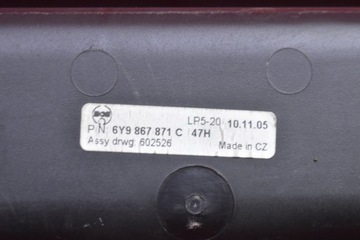 LP5-20 10.11.05
P.N. 6Y9 867 871 C 47H
Assy drwg: 602526 Made in CZ